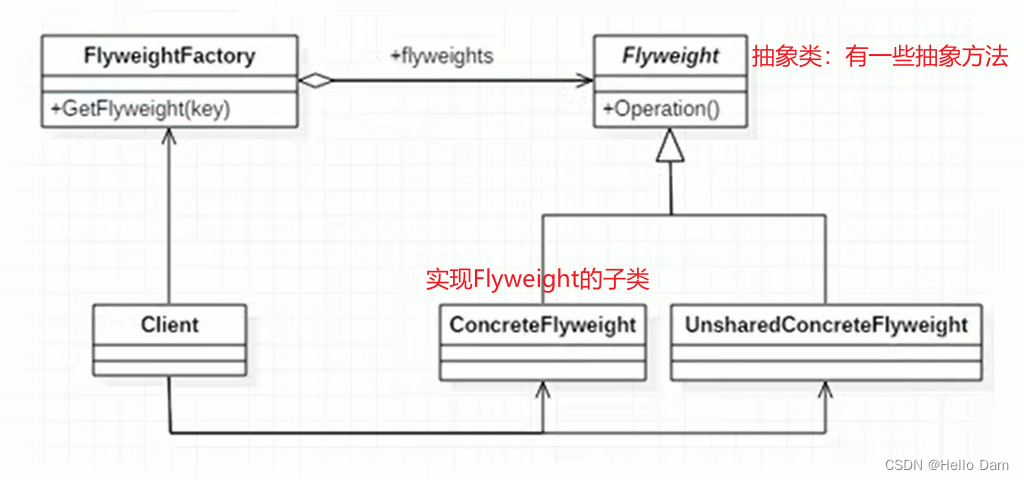 FlyweightFactory
+GetFlyweight(key)
+flyweights
Flyweight
+Operation()
抽象类：有一些抽象方法
实现Flyweight的子类
Client
ConcreteFlyweight
UnsharedConcreteFlyweight
CSDN @Hello Dam